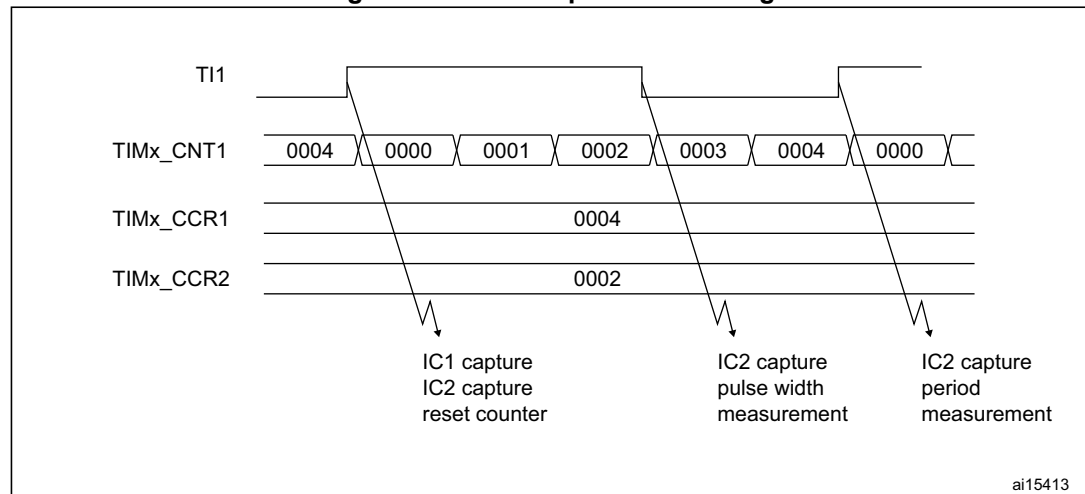 TI1
TIMx_CNT1 0004 0000 0001 0002 0003 0004 0000
TIMx_CCR1 0004
TIMx_CCR2 0002
IC1 capture
IC2 capture
reset counter
IC2 capture
pulse width
measurement
IC2 capture
period
measurement
ai15413